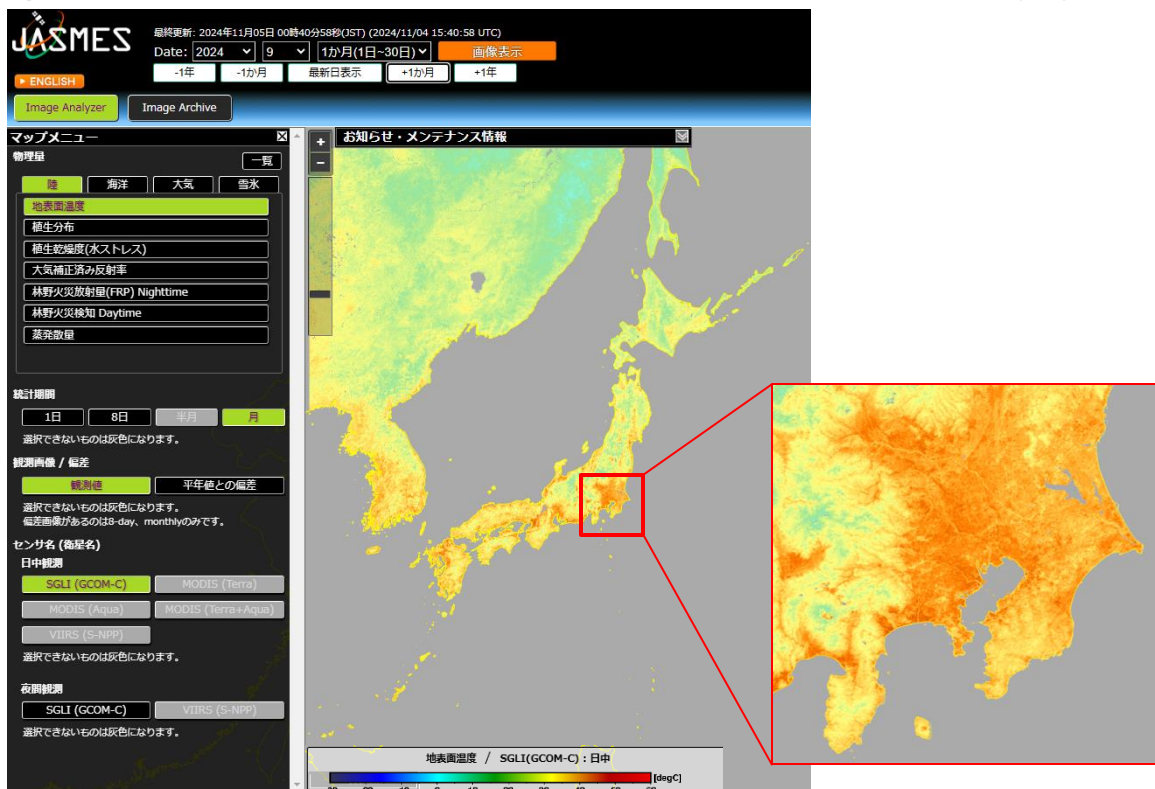 JASMES
最終更新: 2024年11月05日 00時40分58秒(JST) (2024/11/04 15:40:58 UTC)
Date: 2024 9 1か月(1日~30日) 画像表示
-1年 -1か月 最新日表示 +1か月 +1年
ENGLISH
Image Analyzer Image Archive
マップメニュー
物理量 一覧
陸 海洋 大気 雪氷
地表面温度
植生分布
植生乾燥度(水ストレス)
大気補正済み反射率
林野火災放射量(FRP) Nighttime
林野火災検知 Daytime
蒸発散量
統計期間
1日 8日 半月 月
選択できないものは灰色になります。
観測画像 / 偏差
観測値 平年値との偏差
選択できないものは灰色になります。
偏差画像があるのは8-day、monthlyのみです。
センサ名 (衛星名)
日中観測
SGLI (GCOM-C) MODIS (Terra)
MODIS (Aqua) MODIS (Terra+Aqua)
VIIRS (S-NPP)
選択できないものは灰色になります。
夜間観測
SGLI (GCOM-C) VIIRS (S-NPP)
選択できないものは灰色になります。
+
−
お知らせ・メンテナンス情報
地表面温度 / SGLI(GCOM-C) : 日中
[degC]